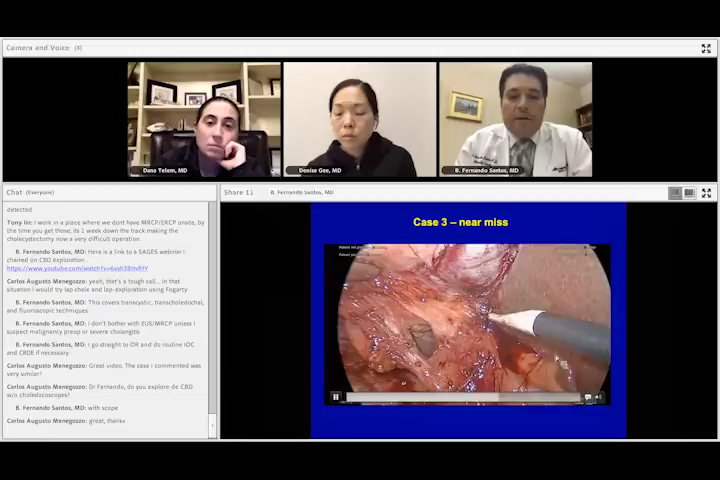 Camera and Voice (3)
Dana Telem, MD
Denise Gee, MD
B. Fernando Santos, MD
Chat (Everyone)
detected
Tony lin: I work in a place where we dont have MRCP/ERCP onsite, by
the time you get those, its 1 week down the track making the
cholecystectomy now a very difficult operation.
B. Fernando Santos, MD: Here is a link to a SAGES webinar I
chaired on CBD exploration .
Carlos Augusto Menegozzo: yeah, that's a tough call... In that
situation I would try lap chole and lap-exploration using Fogarty
B. Fernando Santos, MD: This covers transcystic, transcholedochal,
and fluoroscopic techniques
B. Fernando Santos, MD: I don't bother with EUS/MRCP unless I
suspect malignancy preop or severe cholangitis
B. Fernando Santos, MD: I go straight to OR and do routine IOC
and CBDE if necessary
Carlos Augusto Menegozzo: Great video. The case I commented was
very similar!
Carlos Augusto Menegozzo: Dr Fernando, do you explore de CBD
w/o choledocoscopes?
B. Fernando Santos, MD: with scope
Carlos Augusto Menegozzo: great, thanks
Share 11 B. Fernando Santos, MD
Case 3 – near miss